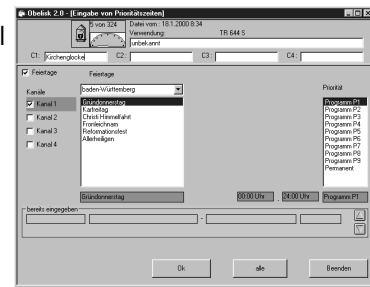 Obelisk 2.0 - [Eingabe von Prioritätszeiten]
5 von 324
Datei vom: 18.1.2000 8:34
Verwendung: TR 644 S
unbekannt
C1: Kirchenglocke C2: C3: C4:
Feiertage Feiertage
Kanäle baden-Württemberg Priorität
Kanal 1
Kanal 2
Kanal 3
Kanal 4
Gründonnerstag
Karfreitag
Christi Himmelfahrt
Fronleichnam
Reformationsfest
Allerheiligen
Programm P1
Programm P2
Programm P3
Programm P4
Programm P5
Programm P6
Programm P7
Programm P8
Programm P9
Permanent
Gründonnerstag 00:00 Uhr - 24:00 Uhr Programm P1
bereits eingegeben
-
Ok alle Beenden